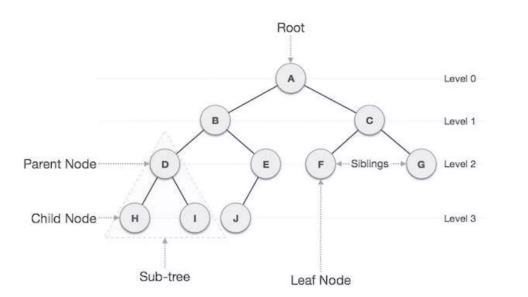 Root
A
Level 0
B
C
Level 1
Parent Node
D
E
F
Siblings
G
Level 2
Child Node
H
I
J
Level 3
Sub-tree
Leaf Node